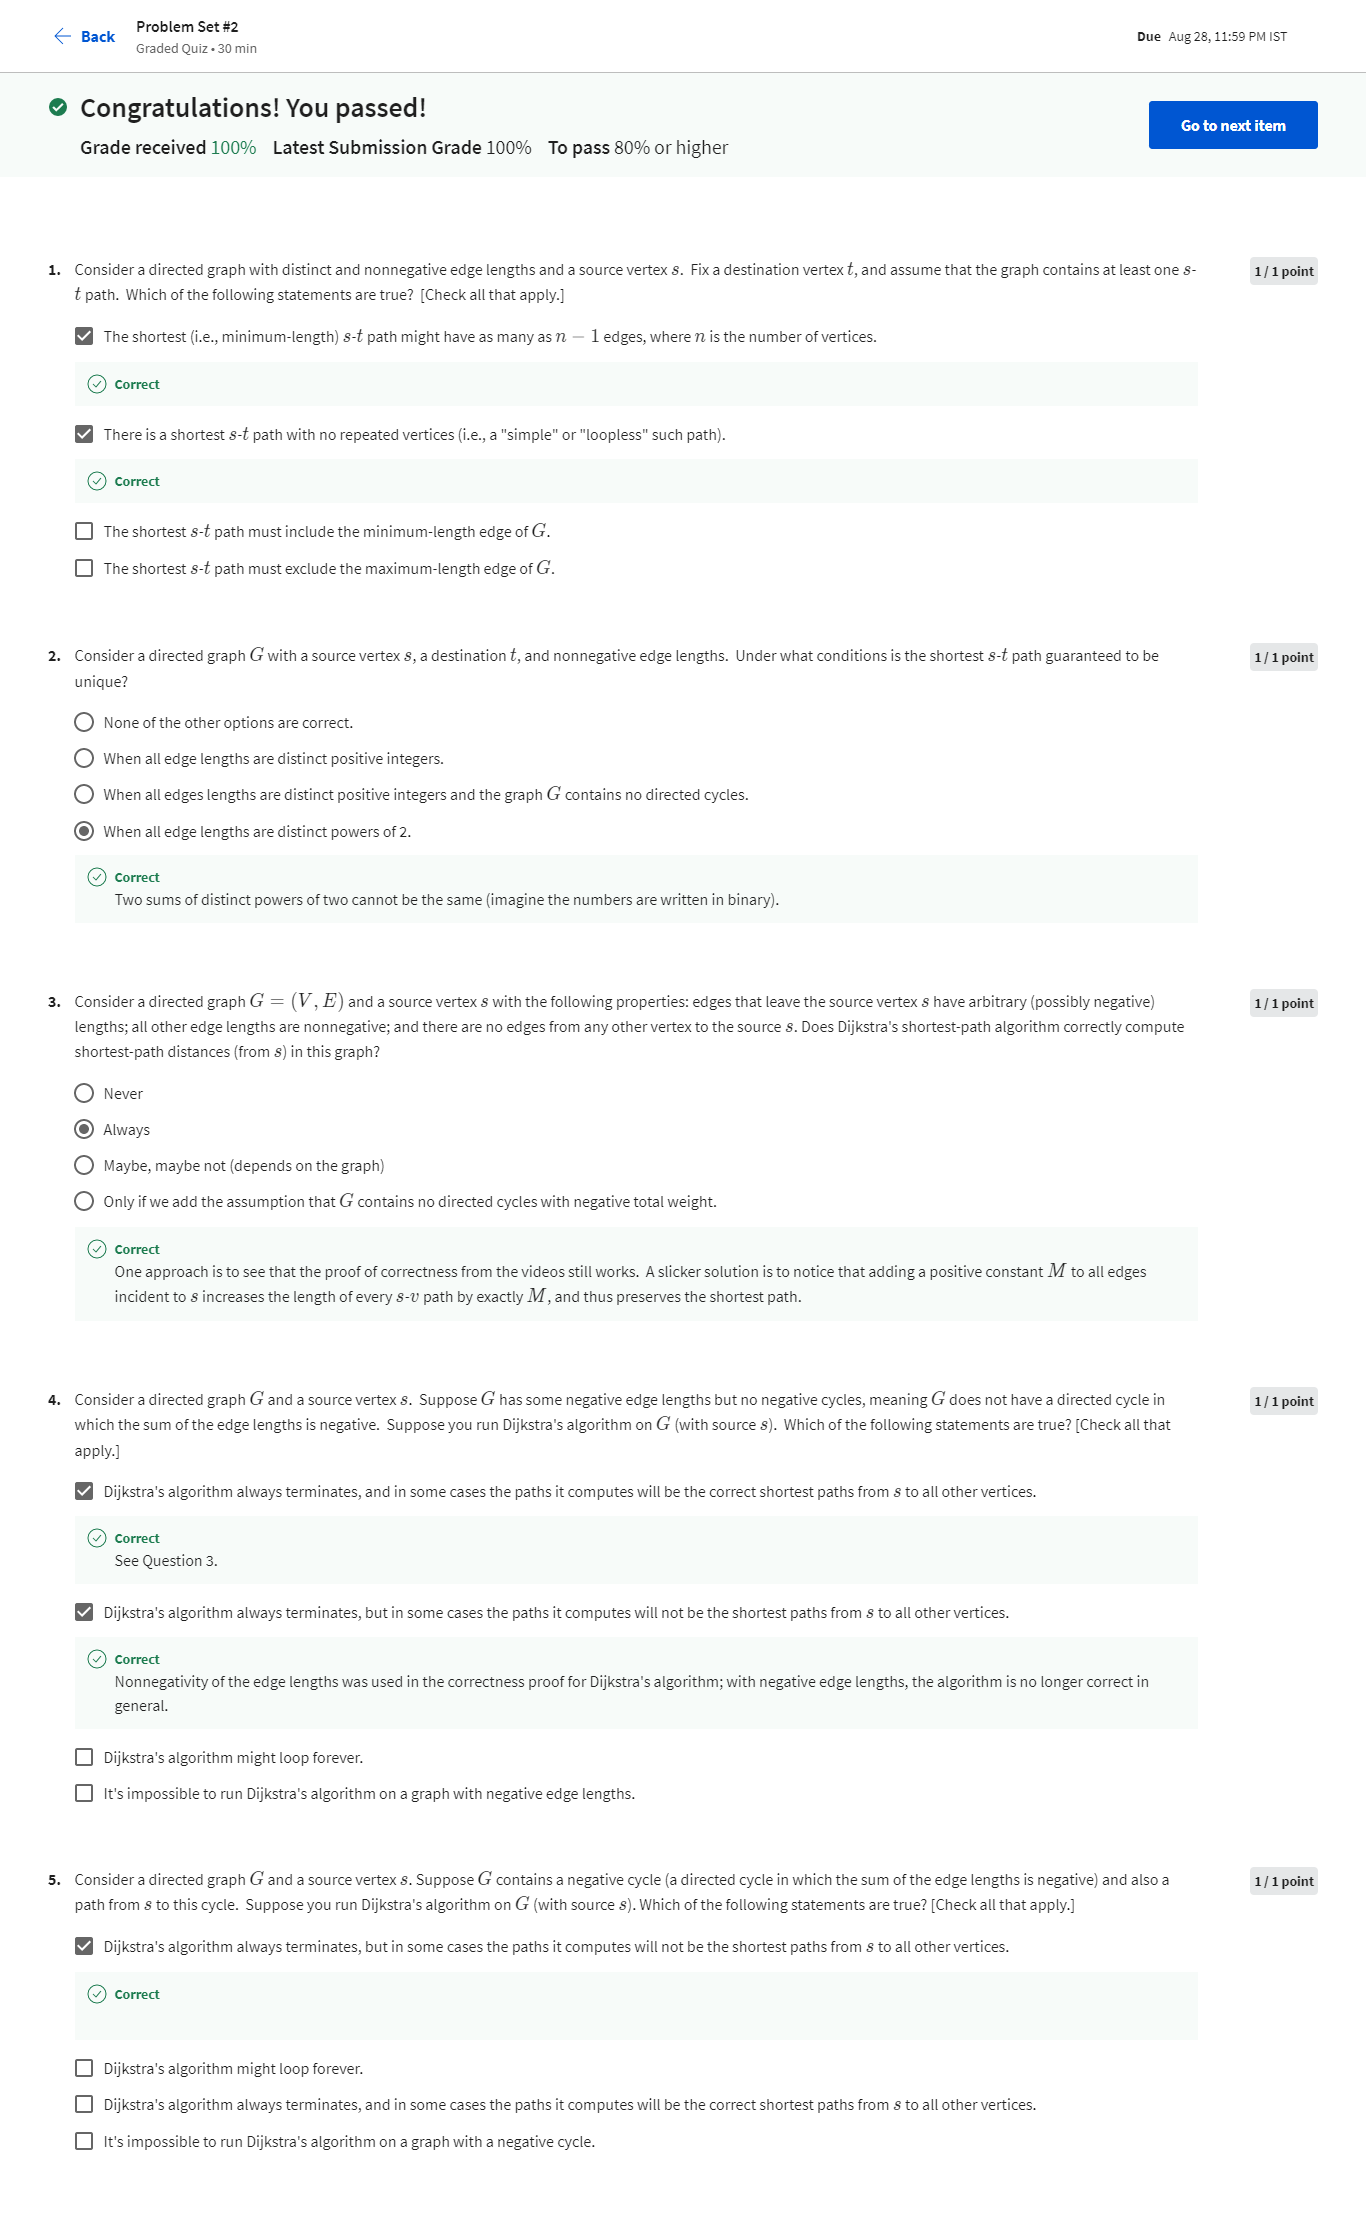 Back
Problem Set #2
Graded Quiz • 30 min
Due Aug 28, 11:59 PM IST
Congratulations! You passed!
Grade received 100% Latest Submission Grade 100% To pass 80% or higher
Go to next item
1. Consider a directed graph with distinct and nonnegative edge lengths and a source vertex s. Fix a destination vertex t, and assume that the graph contains at least one s-
t path. Which of the following statements are true? [Check all that apply.]
1 / 1 point
The shortest (i.e., minimum-length) s-t path might have as many as n − 1 edges, where n is the number of vertices.
Correct
There is a shortest s-t path with no repeated vertices (i.e., a "simple" or "loopless" such path).
Correct
The shortest s-t path must include the minimum-length edge of G.
The shortest s-t path must exclude the maximum-length edge of G.
2. Consider a directed graph G with a source vertex s, a destination t, and nonnegative edge lengths. Under what conditions is the shortest s-t path guaranteed to be
unique?
1 / 1 point
None of the other options are correct.
When all edge lengths are distinct positive integers.
When all edges lengths are distinct positive integers and the graph G contains no directed cycles.
When all edge lengths are distinct powers of 2.
Correct
Two sums of distinct powers of two cannot be the same (imagine the numbers are written in binary).
3. Consider a directed graph G = (V, E) and a source vertex s with the following properties: edges that leave the source vertex s have arbitrary (possibly negative)
lengths; all other edge lengths are nonnegative; and there are no edges from any other vertex to the source s. Does Dijkstra's shortest-path algorithm correctly compute
shortest-path distances (from s) in this graph?
1 / 1 point
Never
Always
Maybe, maybe not (depends on the graph)
Only if we add the assumption that G contains no directed cycles with negative total weight.
Correct
One approach is to see that the proof of correctness from the videos still works. A slicker solution is to notice that adding a positive constant M to all edges
incident to s increases the length of every s-v path by exactly M, and thus preserves the shortest path.
4. Consider a directed graph G and a source vertex s. Suppose G has some negative edge lengths but no negative cycles, meaning G does not have a directed cycle in
which the sum of the edge lengths is negative. Suppose you run Dijkstra's algorithm on G (with source s). Which of the following statements are true? [Check all that
apply.]
1 / 1 point
Dijkstra's algorithm always terminates, and in some cases the paths it computes will be the correct shortest paths from s to all other vertices.
Correct
See Question 3.
Dijkstra's algorithm always terminates, but in some cases the paths it computes will not be the shortest paths from s to all other vertices.
Correct
Nonnegativity of the edge lengths was used in the correctness proof for Dijkstra's algorithm; with negative edge lengths, the algorithm is no longer correct in
general.
Dijkstra's algorithm might loop forever.
It's impossible to run Dijkstra's algorithm on a graph with negative edge lengths.
5. Consider a directed graph G and a source vertex s. Suppose G contains a negative cycle (a directed cycle in which the sum of the edge lengths is negative) and also a
path from s to this cycle. Suppose you run Dijkstra's algorithm on G (with source s). Which of the following statements are true? [Check all that apply.]
1 / 1 point
Dijkstra's algorithm always terminates, but in some cases the paths it computes will not be the shortest paths from s to all other vertices.
Correct
Dijkstra's algorithm might loop forever.
Dijkstra's algorithm always terminates, and in some cases the paths it computes will be the correct shortest paths from s to all other vertices.
It's impossible to run Dijkstra's algorithm on a graph with a negative cycle.